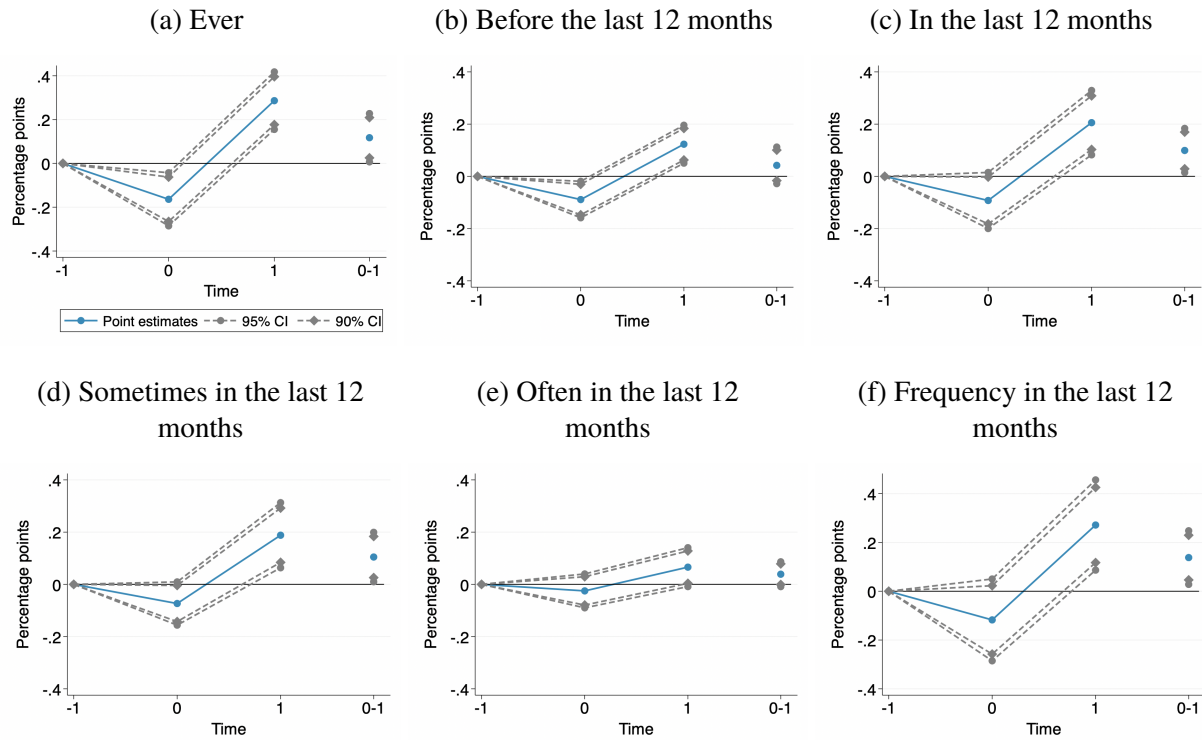 (a) Ever
(b) Before the last 12 months
(c) In the last 12 months
Percentage points
.4
.2
0
-.2
-.4
-1
0
1
0-1
Time
Point estimates
95% CI
90% CI
Percentage points
.4
.2
0
-.2
-.4
-1
0
1
0-1
Time
Percentage points
.4
.2
0
-.2
-.4
-1
0
1
0-1
Time
(d) Sometimes in the last 12
months
(e) Often in the last 12
months
(f) Frequency in the last 12
months
Percentage points
.4
.2
0
-.2
-.4
-1
0
1
0-1
Time
Percentage points
.4
.2
0
-.2
-.4
-1
0
1
0-1
Time
Percentage points
.4
.2
0
-.2
-.4
-1
0
1
0-1
Time